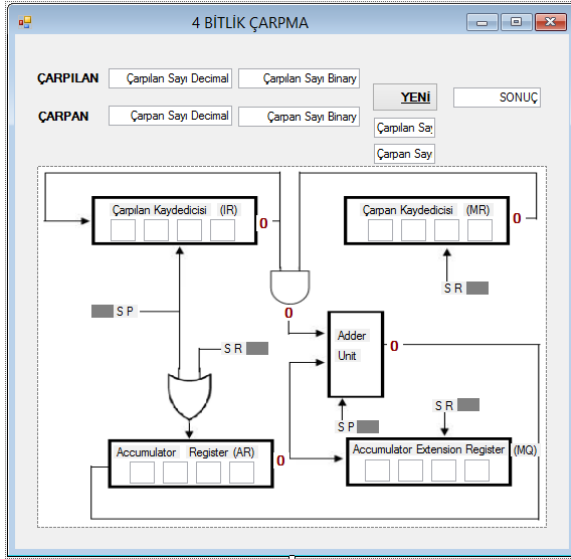 4 BİTLİK ÇARPMA
ÇARPILAN
Çarpılan Sayı Decimal
Çarpılan Sayı Binary
YENİ
SONUÇ
ÇARPAN
Çarpan Sayı Decimal
Çarpan Sayı Binary
Çarpılan Say
Çarpan Say
Çarpılan Kaydedicisi (IR)
0
Çarpan Kaydedicisi (MR)
0
S R
0
S P
Adder
Unit
0
S R
S R
S P
Accumulator Register (AR)
0
Accumulator Extension Register (MQ)